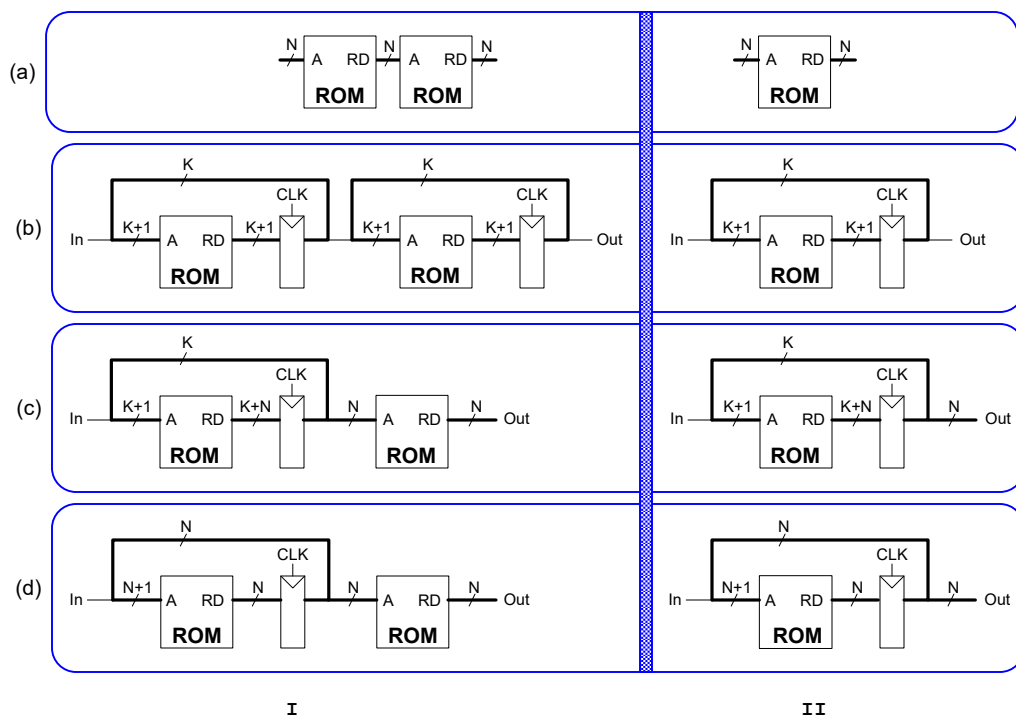 N N N N N
(a) A RD A RD A RD
ROM ROM ROM
K K K
CLK CLK CLK
(b) In K+1 A RD K+1 K+1 A RD K+1 Out In K+1 A RD K+1 Out
ROM ROM ROM
K K
CLK CLK
(c) In K+1 A RD K+N N A RD N Out In K+1 A RD K+N N Out
ROM ROM ROM
N N
CLK CLK
(d) In N+1 A RD N N A RD N Out In N+1 A RD N N Out
ROM ROM ROM
I II